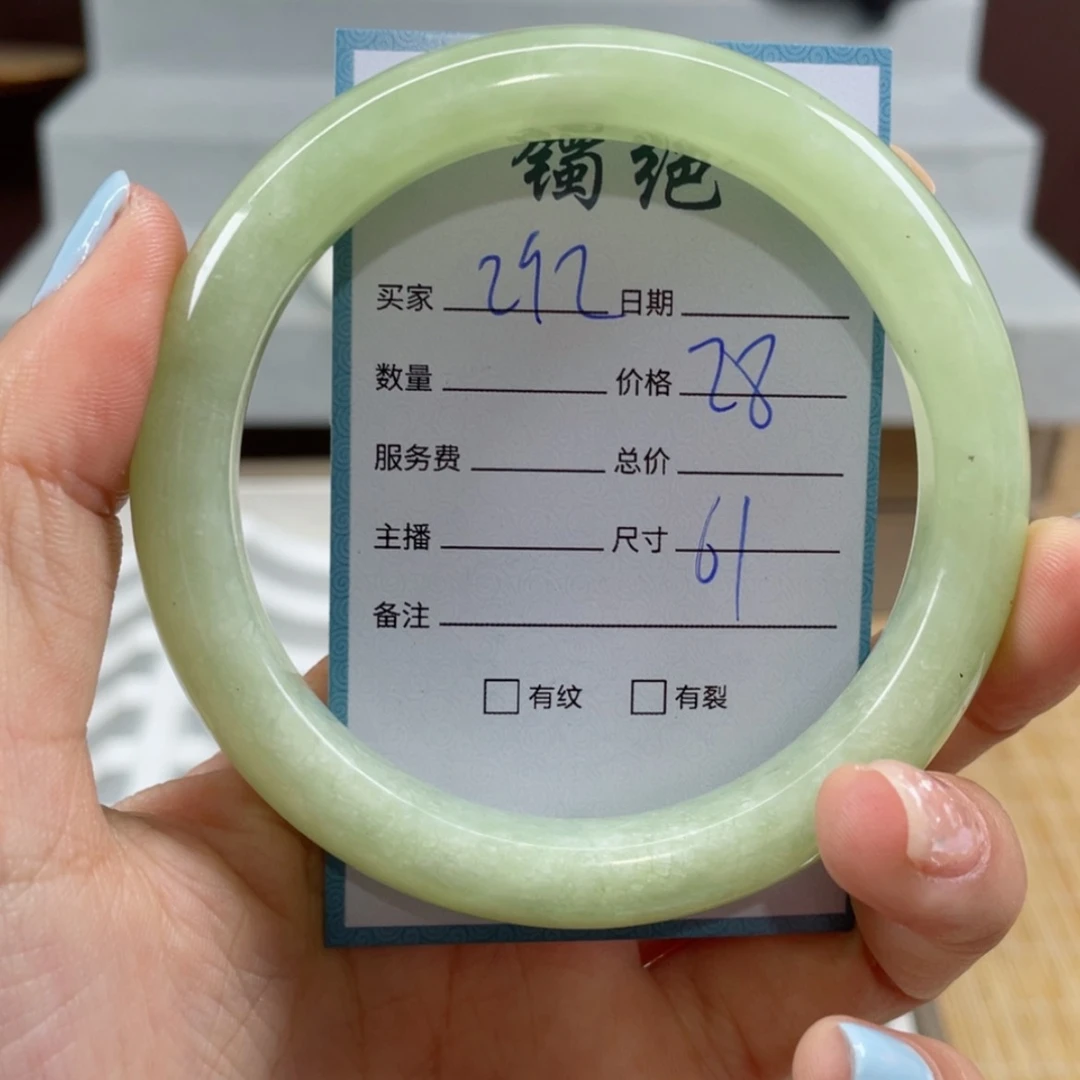 镯绝
买家 292 日期
数量 价格 28
服务费 总价
主播 尺寸 61
备注
□有纹 □有裂